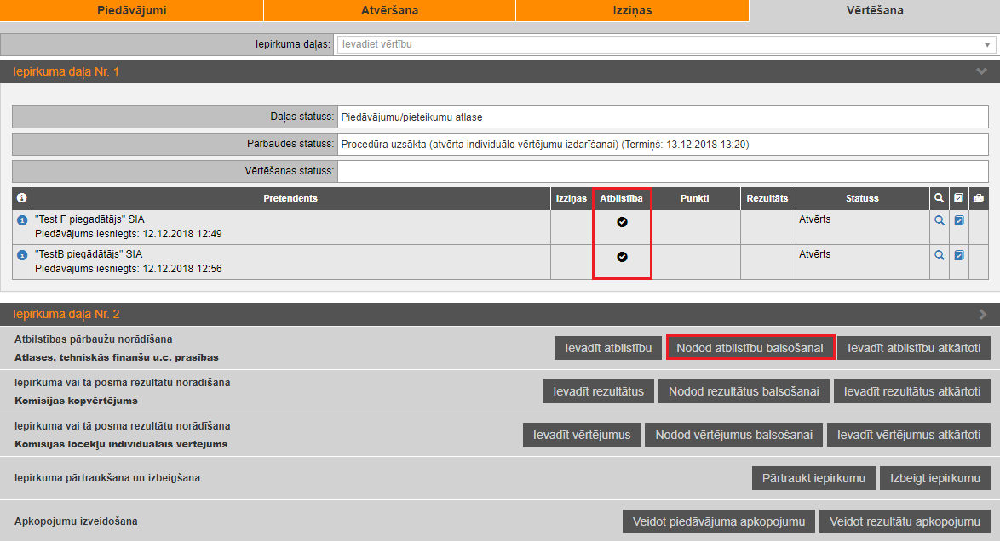 Piedāvājumi Atvēršana Izziņas Vērtēšana
Iepirkuma daļas: Ievadiet vērtību
Iepirkuma daļa Nr. 1
Daļas statuss: Piedāvājumu/pieteikumu atlase
Pārbaudes statuss: Procedūra uzsākta (atvērta individuālo vērtējumu izdarīšanai) (Termiņš: 13.12.2018 13:20)
Vērtēšanas statuss:
Pretendents Izziņas Atbilstība Punkti Rezultāts Statuss
"Test F piegadātājs" SIA Atvērts
Piedāvājums iesniegts: 12.12.2018 12:49
"TestB piegādātājs" SIA Atvērts
Piedāvājums iesniegts: 12.12.2018 12:56
Iepirkuma daļa Nr. 2
Atbilstības pārbaužu norādīšana
Atlases, tehniskās finanšu u.c. prasības
Ievadīt atbilstību Nodod atbilstību balsošanai Ievadīt atbilstību atkārtoti
Iepirkuma vai tā posma rezultātu norādīšana
Komisijas kopvērtējums
Ievadīt rezultātus Nodod rezultātus balsošanai Ievadīt rezultātus atkārtoti
Iepirkuma vai tā posma rezultātu norādīšana
Komisijas locekļu individuālais vērtējums
Ievadīt vērtējumus Nodod vērtējumus balsošanai Ievadīt vērtējumus atkārtoti
Iepirkuma pārtraukšana un izbeigšana Pārtraukt iepirkumu Izbeigt iepirkumu
Apkopojumu izveidošana Veidot piedāvājuma apkopojumu Veidot rezultātu apkopojumu